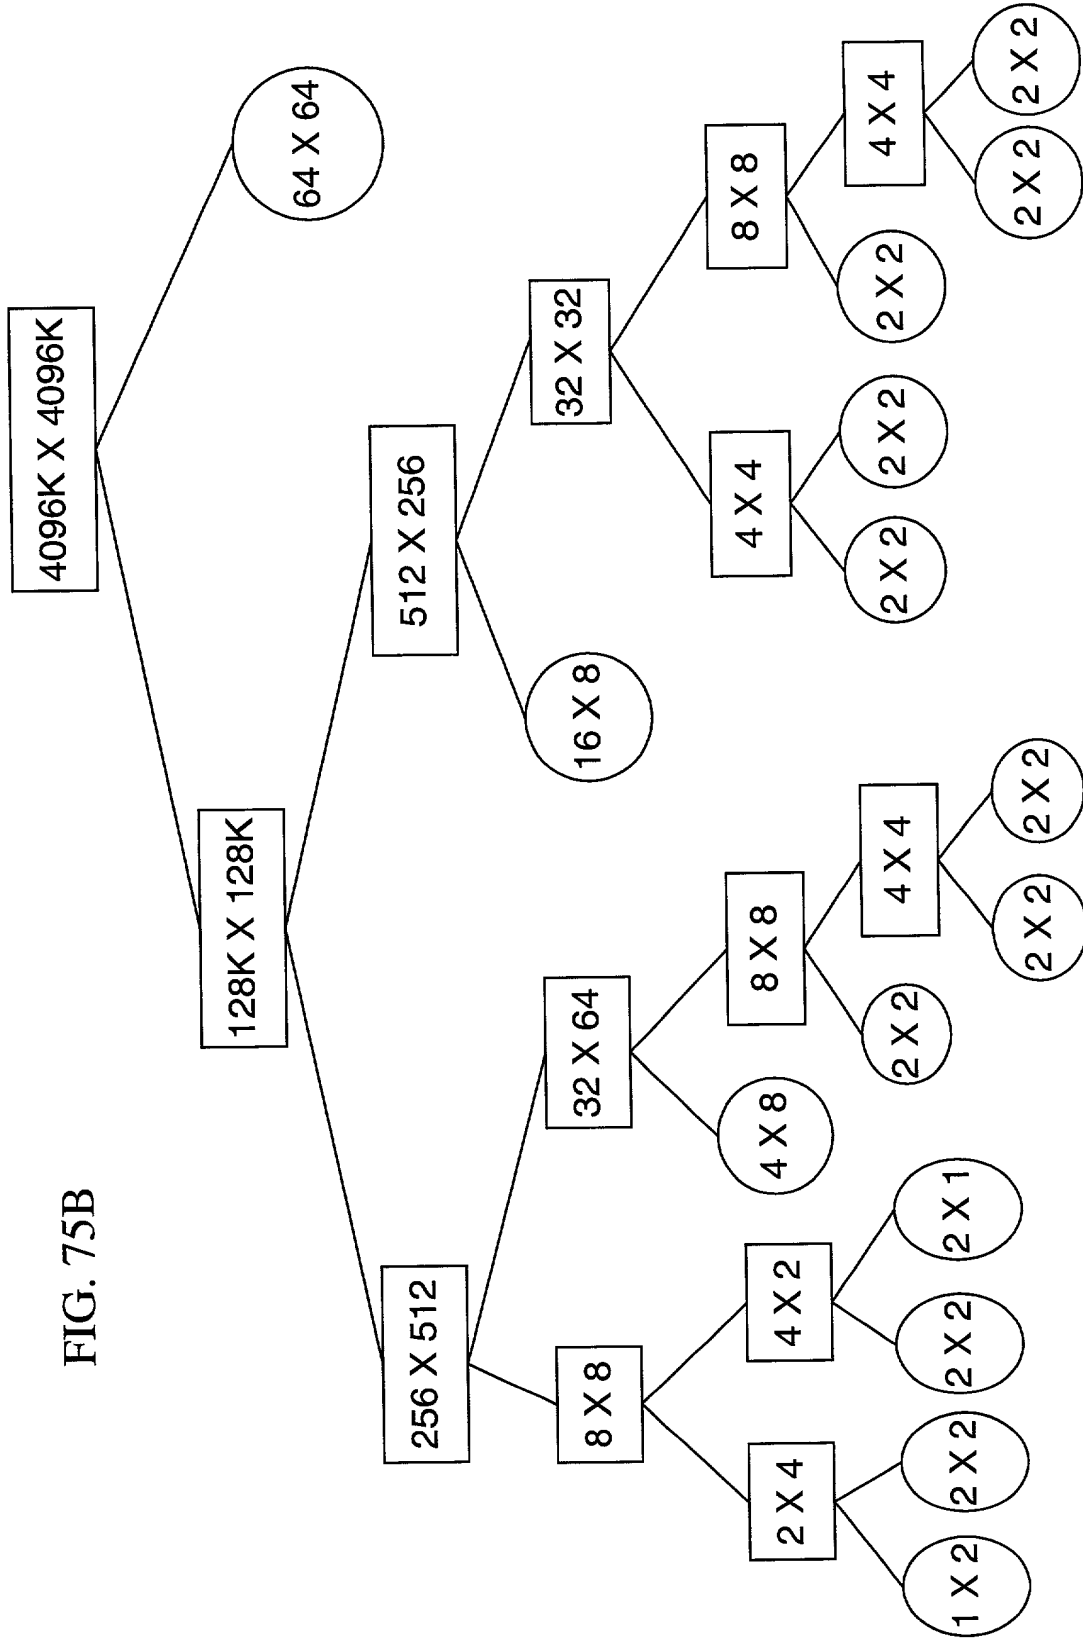 FIG. 75B
4096K X 4096K
128K X 128K
64 X 64
256 X 512
512 X 256
8 X 8
32 X 64
16 X 8
32 X 32
2 X 4
4 X 2
4 X 8
8 X 8
4 X 4
8 X 8
1 X 2
2 X 2
2 X 2
2 X 1
2 X 2
4 X 4
2 X 2
2 X 2
2 X 2
4 X 4
2 X 2
2 X 2
2 X 2
2 X 2